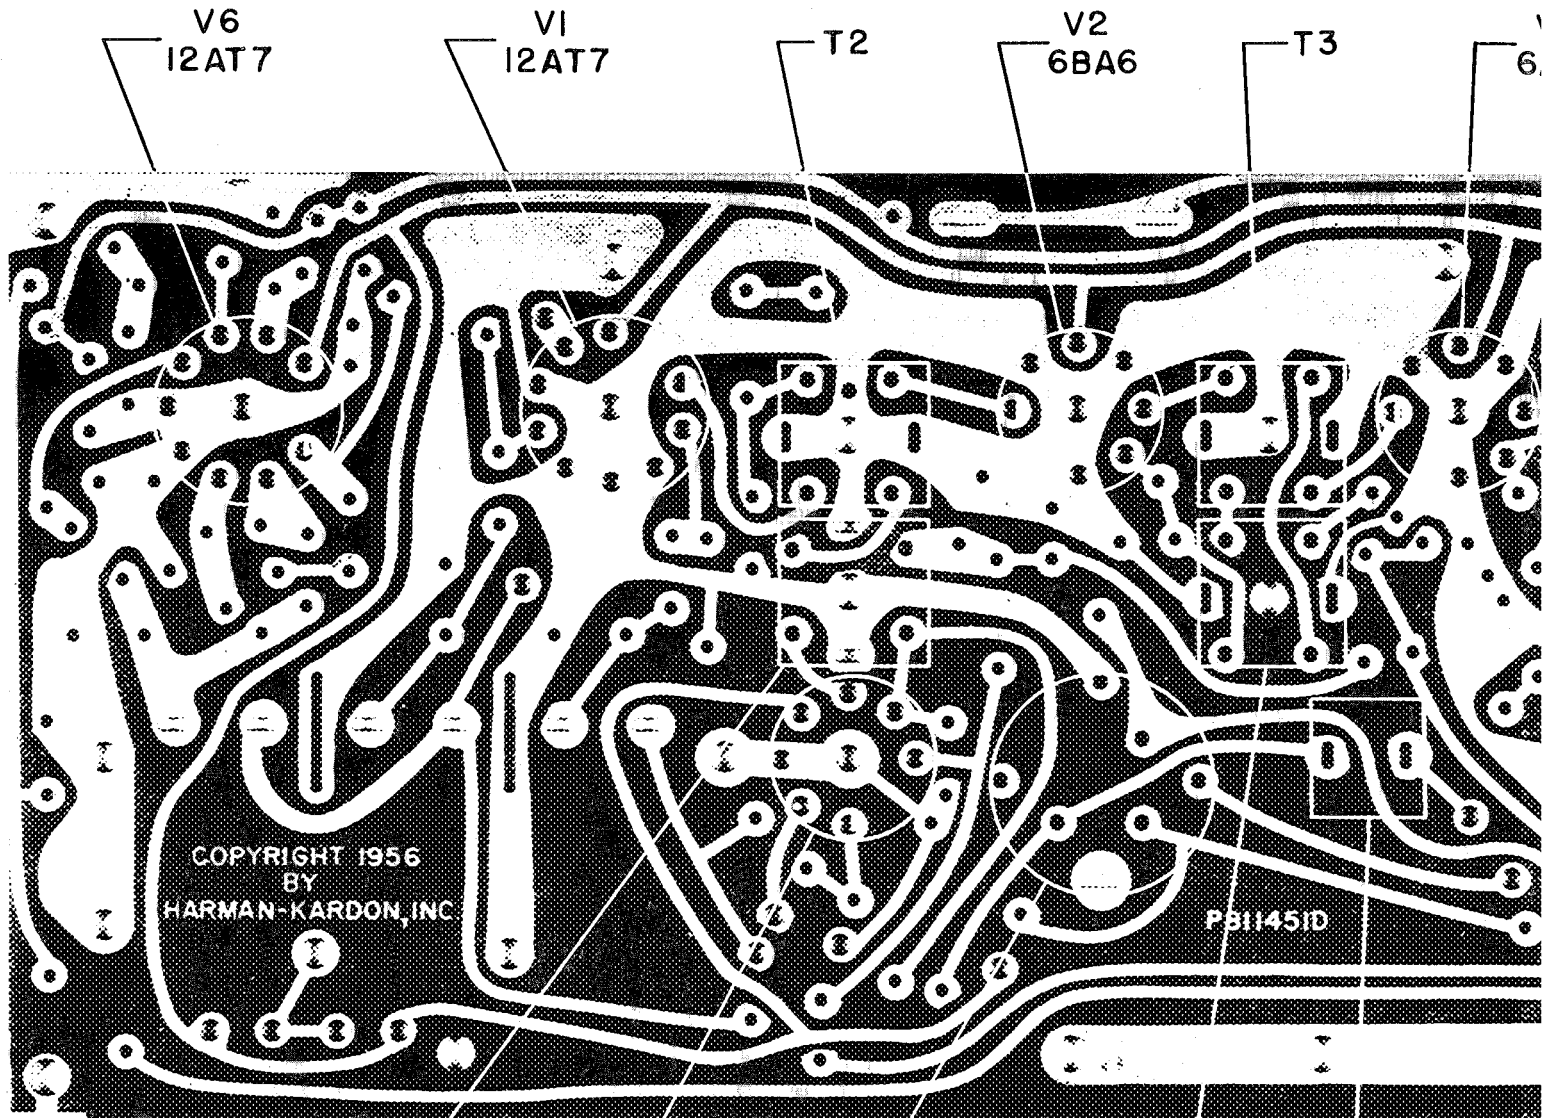 V6
12AT7
V1
12AT7
T2
V2
6BA6
T3
COPYRIGHT 1956
BY
HARMAN-KARDON, INC
PB11451D